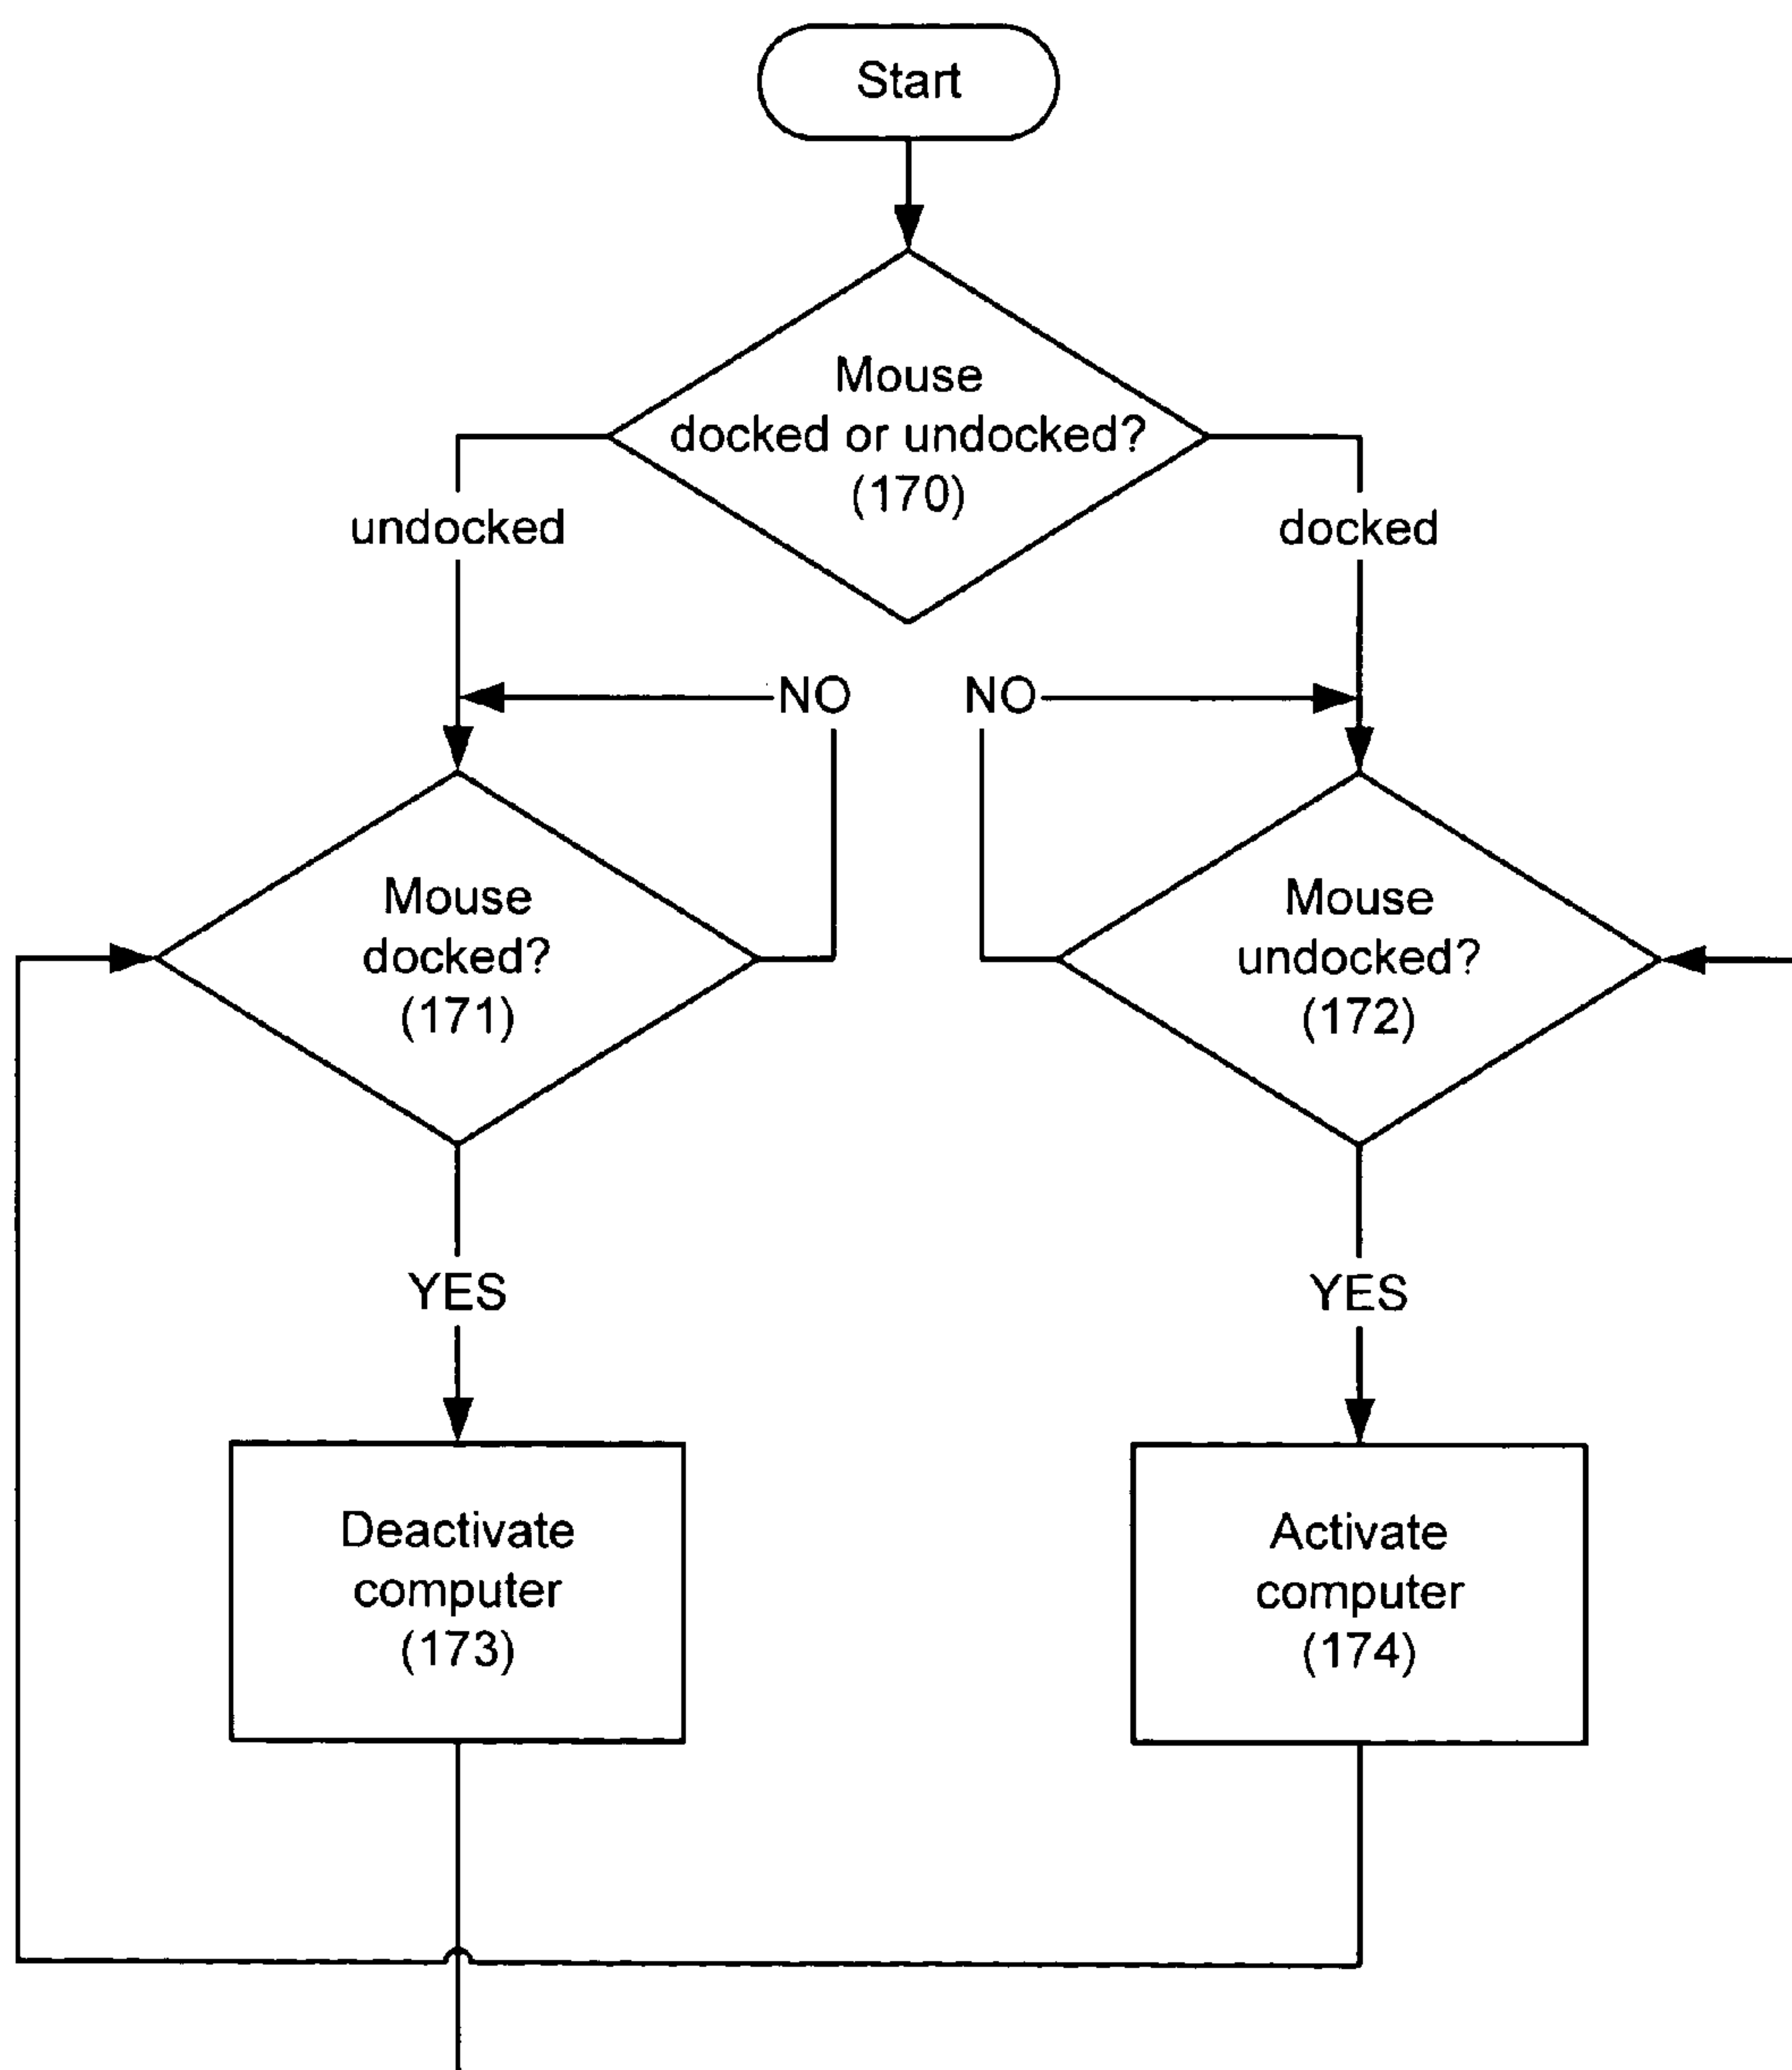 Start
Mouse
docked or undocked?
(170)
undocked
docked
NO
NO
Mouse
docked?
(171)
Mouse
undocked?
(172)
YES
YES
Deactivate
computer
(173)
Activate
computer
(174)